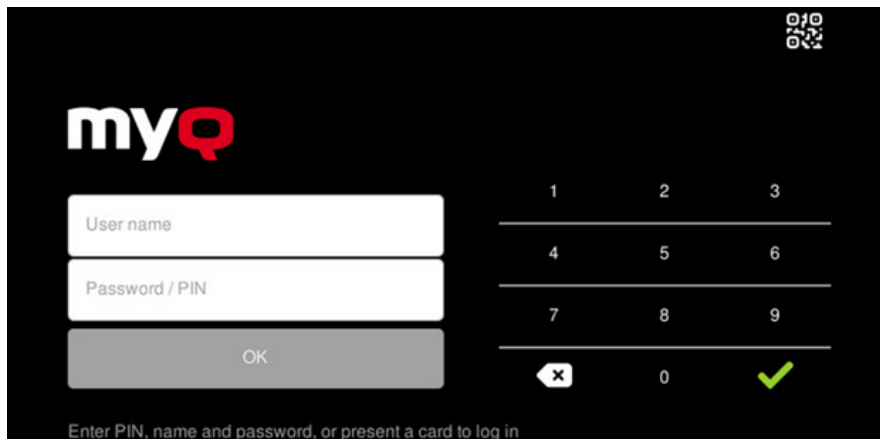 myQ
User name
Password / PIN
OK
Enter PIN, name and password, or present a card to log in
1 2 3
4 5 6
7 8 9
0